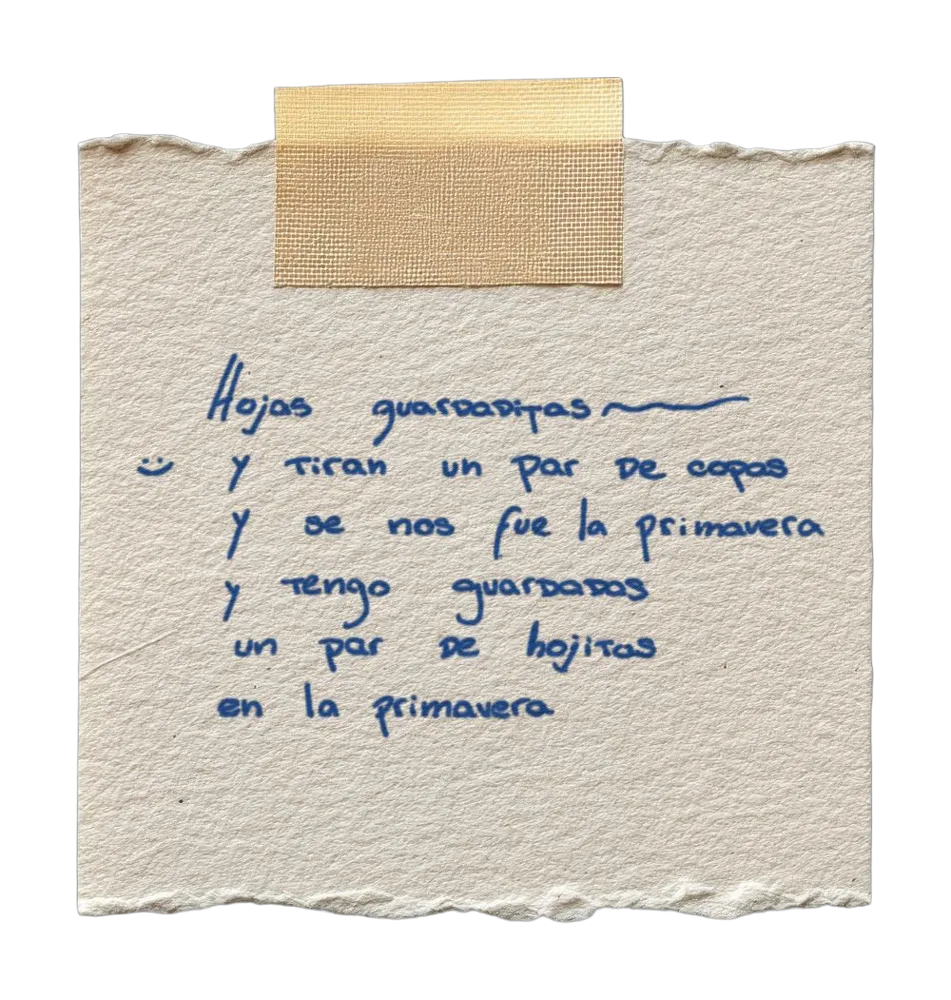 Hojas guardaditas
y tiran un par de copas
y se nos fue la primavera
y tengo guardados
un par de hojitas
en la primavera